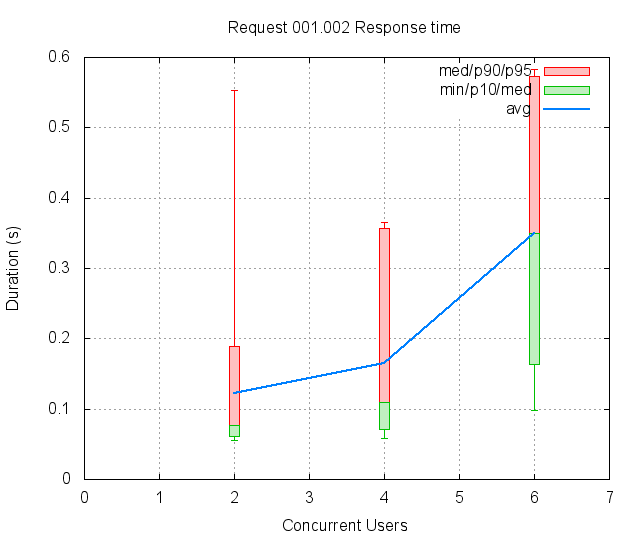 Request 001.002 Response time
med/p90/p95
min/p10/med
avg
0.6
0.5
0.4
0.3
0.2
0.1
0
Duration (s)
0 1 2 3 4 5 6 7
Concurrent Users